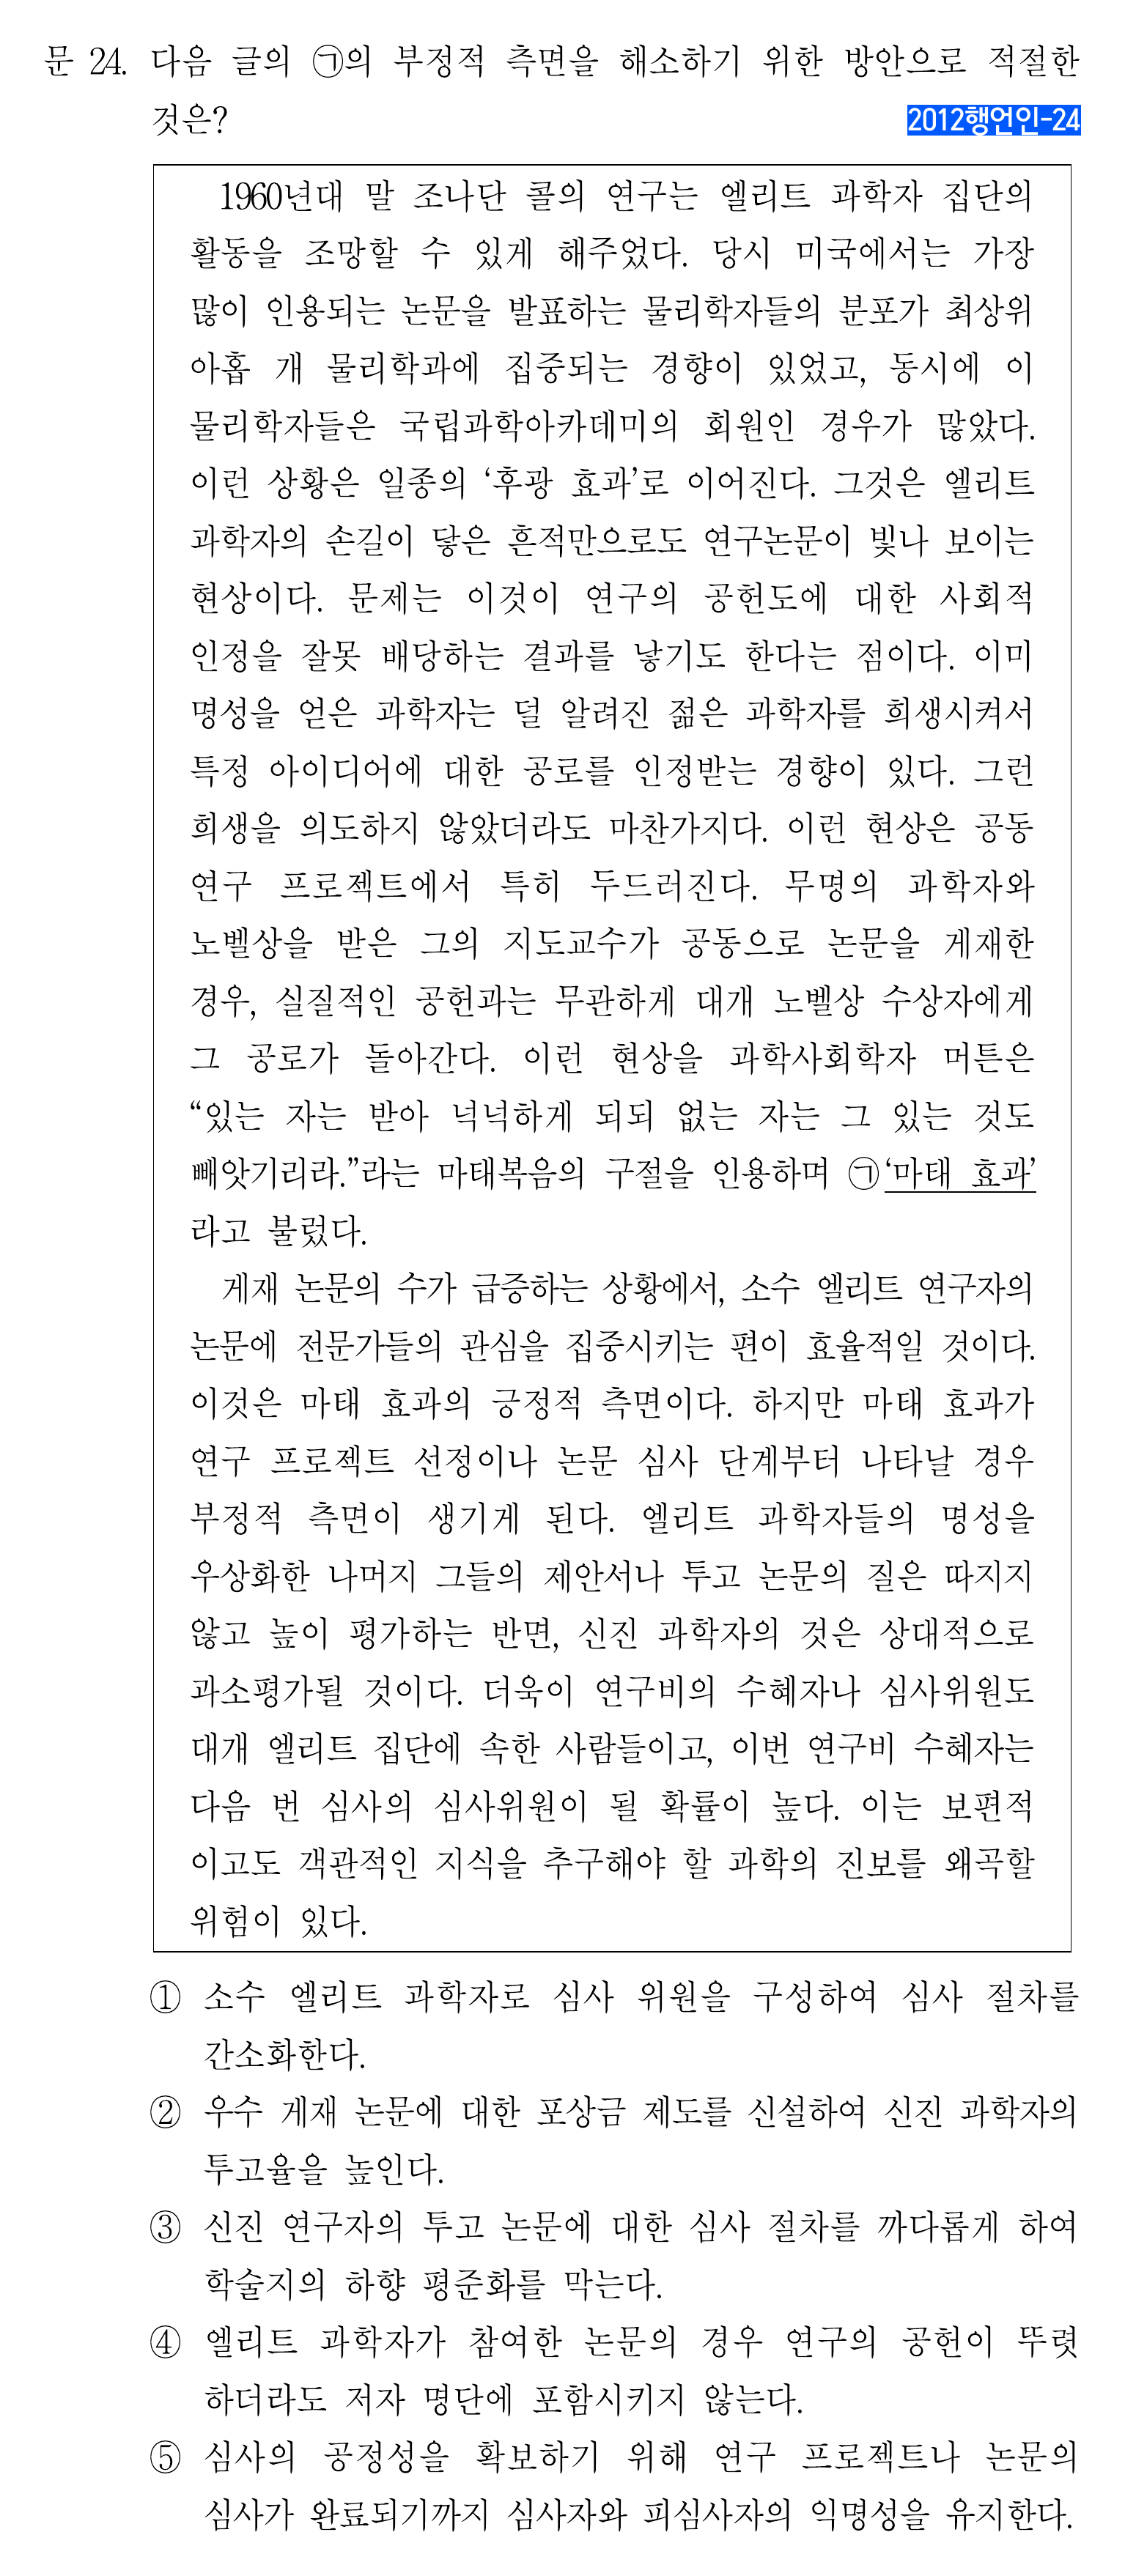 문 24. 다음 글의 ㉠의 부정적 측면을 해소하기 위한 방안으로 적절한
것은?
2012행언인-24
1960년대 말 조나단 콜의 연구는 엘리트 과학자 집단의
활동을 조망할 수 있게 해주었다. 당시 미국에서는 가장
많이 인용되는 논문을 발표하는 물리학자들의 분포가 최상위
아홉 개 물리학과에 집중되는 경향이 있었고, 동시에 이
물리학자들은 국립과학아카데미의 회원인 경우가 많았다.
이런 상황은 일종의 ‘후광 효과’로 이어진다. 그것은 엘리트
과학자의 손길이 닿은 흔적만으로도 연구논문이 빛나 보이는
현상이다. 문제는 이것이 연구의 공헌도에 대한 사회적
인정을 잘못 배당하는 결과를 낳기도 한다는 점이다. 이미
명성을 얻은 과학자는 덜 알려진 젊은 과학자를 희생시켜서
특정 아이디어에 대한 공로를 인정받는 경향이 있다. 그런
희생을 의도하지 않았더라도 마찬가지다. 이런 현상은 공동
연구 프로젝트에서 특히 두드러진다. 무명의 과학자와
노벨상을 받은 그의 지도교수가 공동으로 논문을 게재한
경우, 실질적인 공헌과는 무관하게 대개 노벨상 수상자에게
그 공로가 돌아간다. 이런 현상을 과학사회학자 머튼은
“있는 자는 받아 넉넉하게 되되 없는 자는 그 있는 것도
빼앗기리라.”라는 마태복음의 구절을 인용하며 ㉠‘마태 효과’
라고 불렀다.
게재 논문의 수가 급증하는 상황에서, 소수 엘리트 연구자의
논문에 전문가들의 관심을 집중시키는 편이 효율적일 것이다.
이것은 마태 효과의 긍정적 측면이다. 하지만 마태 효과가
연구 프로젝트 선정이나 논문 심사 단계부터 나타날 경우
부정적 측면이 생기게 된다. 엘리트 과학자들의 명성을
우상화한 나머지 그들의 제안서나 투고 논문의 질은 따지지
않고 높이 평가하는 반면, 신진 과학자의 것은 상대적으로
과소평가될 것이다. 더욱이 연구비의 수혜자나 심사위원도
대개 엘리트 집단에 속한 사람들이고, 이번 연구비 수혜자는
다음 번 심사의 심사위원이 될 확률이 높다. 이는 보편적
이고도 객관적인 지식을 추구해야 할 과학의 진보를 왜곡할
위험이 있다.
① 소수 엘리트 과학자로 심사 위원을 구성하여 심사 절차를
간소화한다.
② 우수 게재 논문에 대한 포상금 제도를 신설하여 신진 과학자의
투고율을 높인다.
③ 신진 연구자의 투고 논문에 대한 심사 절차를 까다롭게 하여
학술지의 하향 평준화를 막는다.
④ 엘리트 과학자가 참여한 논문의 경우 연구의 공헌이 뚜렷
하더라도 저자 명단에 포함시키지 않는다.
⑤ 심사의 공정성을 확보하기 위해 연구 프로젝트나 논문의
심사가 완료되기까지 심사자와 피심사자의 익명성을 유지한다.